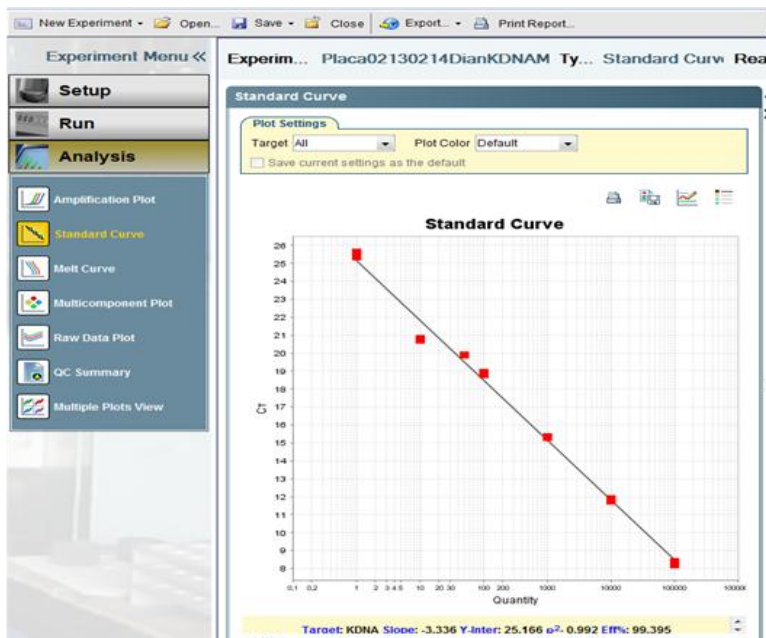 New Experiment Open... Save Close Export... Print Report...
Experiment Menu «
Experim... Placa02130214DianKDNAM Ty... Standard Curv Rea
Setup
Run
Analysis
Amplification Plot
Standard Curve
Melt Curve
Multicomponent Plot
Raw Data Plot
QC Summary
Multiple Plots View
Standard Curve
Plot Settings
Target All Plot Color Default
Save current settings as the default
Standard Curve
26
25
24
23
22
21
20
19
18
17
16
15
14
13
12
11
10
9
8
CT
0,1 0,2 1 2 3 4 5 10 20 30 100 200 1000 10000 100000 100000
Quantity
Target: KDNA Slope: -3.336 Y-Inter: 25.166 R²: 0.992 Eff%: 99.395